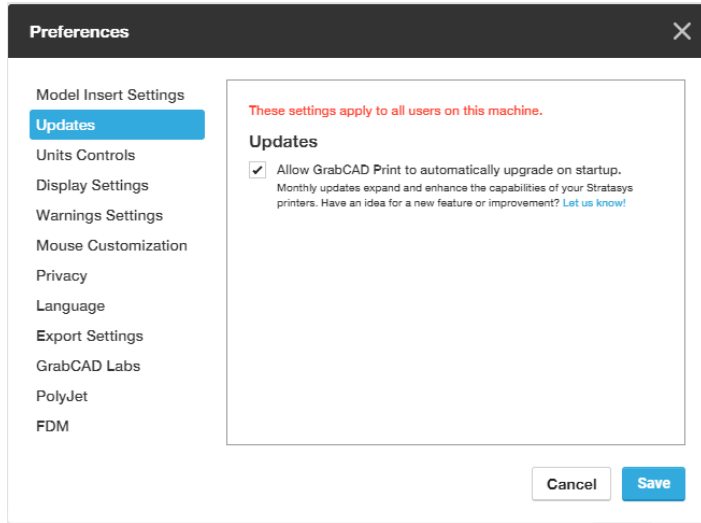 Preferences
Model Insert Settings
Updates
Units Controls
Display Settings
Warnings Settings
Mouse Customization
Privacy
Language
Export Settings
GrabCAD Labs
PolyJet
FDM
These settings apply to all users on this machine.
Updates
Allow GrabCAD Print to automatically upgrade on startup.
Monthly updates expand and enhance the capabilities of your Stratasys
printers. Have an idea for a new feature or improvement? Let us know!
Cancel
Save